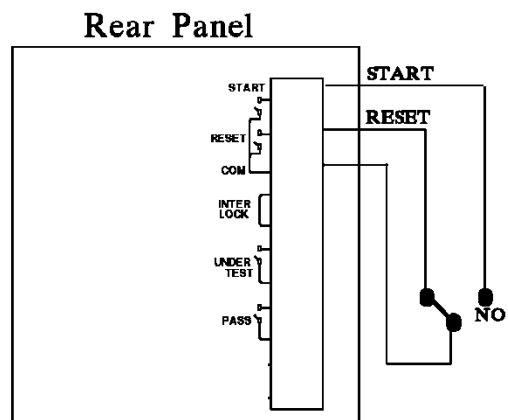 Rear Panel
START
START
RESET
RESET
COM
INTER
LOCK
UNDER
TEST
PASS
NO